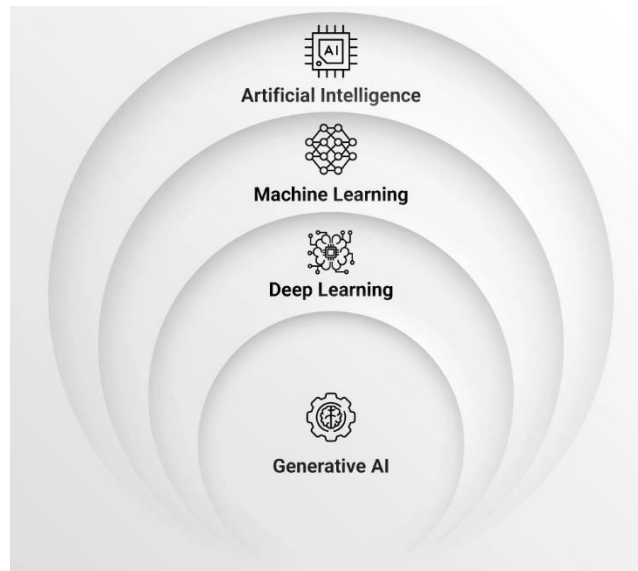 AI
Artificial Intelligence
Machine Learning
Deep Learning
Generative AI